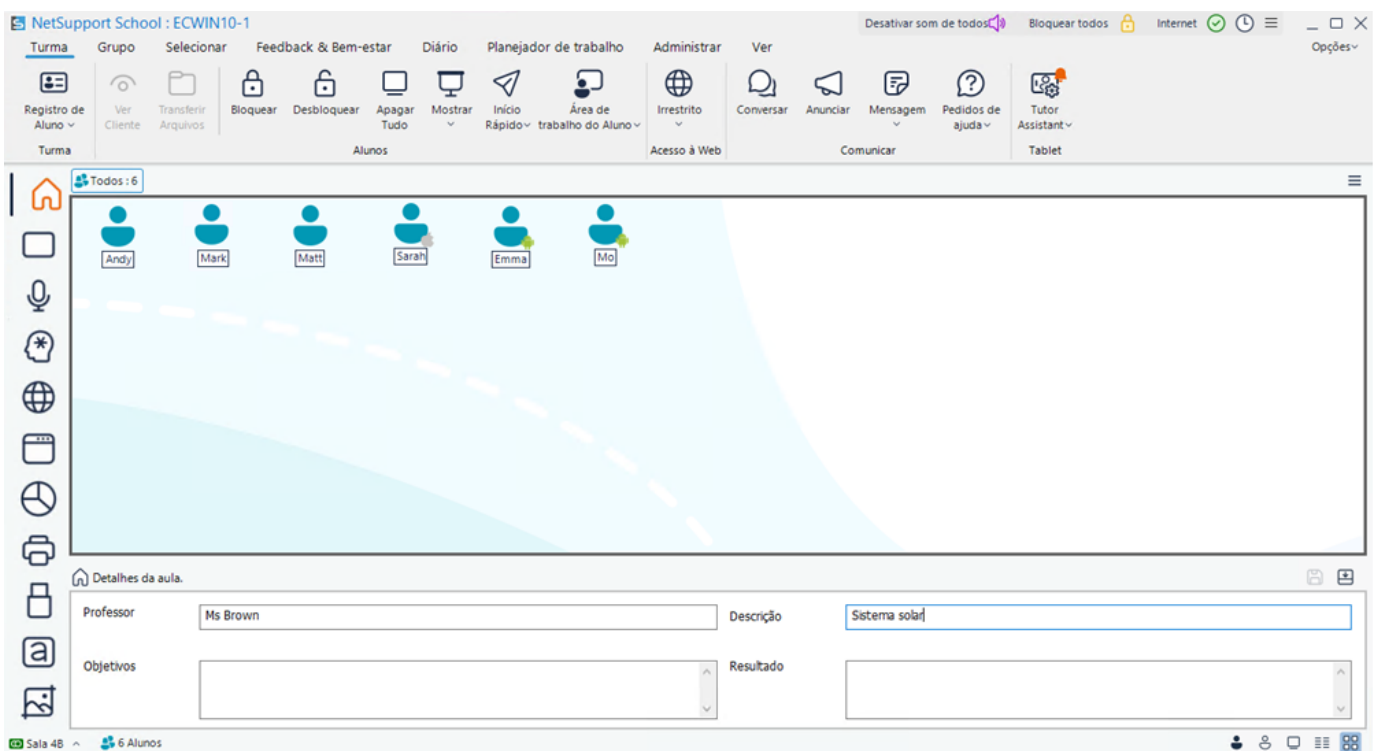 NetSupport School : ECWIN10-1
Desativar som de todos
Bloquear todos
Internet
Turma Grupo Selecionar Feedback & Bem-estar Diário Planejador de trabalho Administrar Ver
Opções
Registro de Aluno
Ver Cliente
Transferir Arquivos
Bloquear
Desbloquear
Apagar Tudo
Mostrar
Início Rápido
Área de trabalho do Aluno
Irrestrito
Conversar
Anunciar
Mensagem
Pedidos de ajuda
Tutor Assistant
Turma
Alunos
Acesso à Web
Comunicar
Tablet
Todos : 6
Andy
Mark
Matt
Sarah
Emma
Mo
Detalhes da aula.
Professor
Ms Brown
Descrição
Sistema solar
Objetivos
Resultado
Sala 4B
6 Alunos